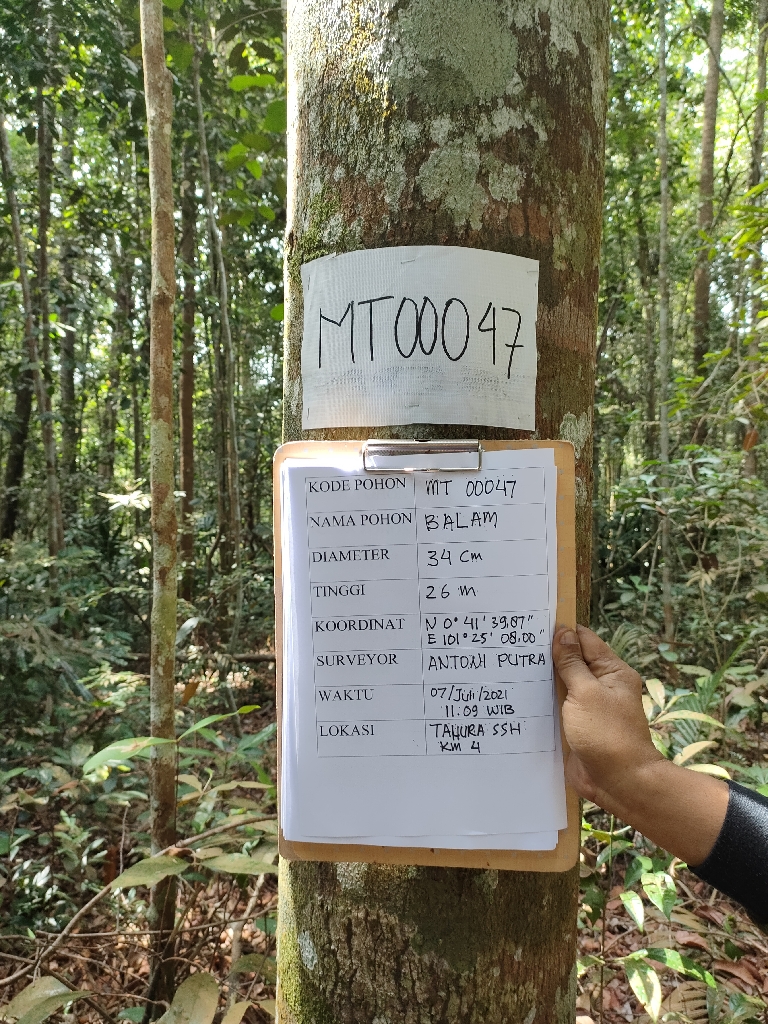 MT00047
KODE POHON MT 00047
NAMA POHON BALAM
DIAMETER 34 Cm
TINGGI 26 m
KOORDINAT N 0° 41' 39,87"
E 101° 25' 08,00"
SURVEYOR ANTONI PUTRA
WAKTU 07/Juli/2021
11:09 WIB
LOKASI TAHURA SSH
KM 4